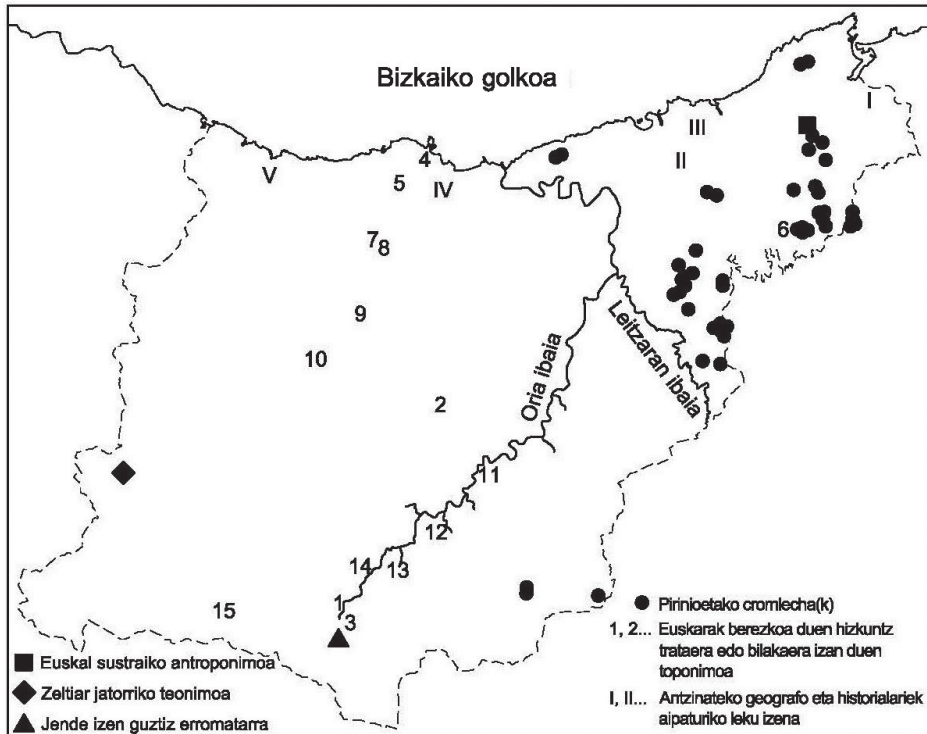 Bizkaiko golkoa
I
III
II
4
V
5
IV
6
7
8
9
10
Oria ibaia
Leitzaran ibaia
2
11
12
14
13
1
3
15
Pirinioetako cromlecha(k)
1, 2... Euskarak berezkoa duen hizkuntz
trataera edo bilakaera izan duen
toponimoa
I, II... Antzinateko geografo eta historialariek
aipaturiko leku izena
Euskal sustraiko antroponimoa
Zeltiar jatorriko teonimoa
Jende izen guztiz erromatarra